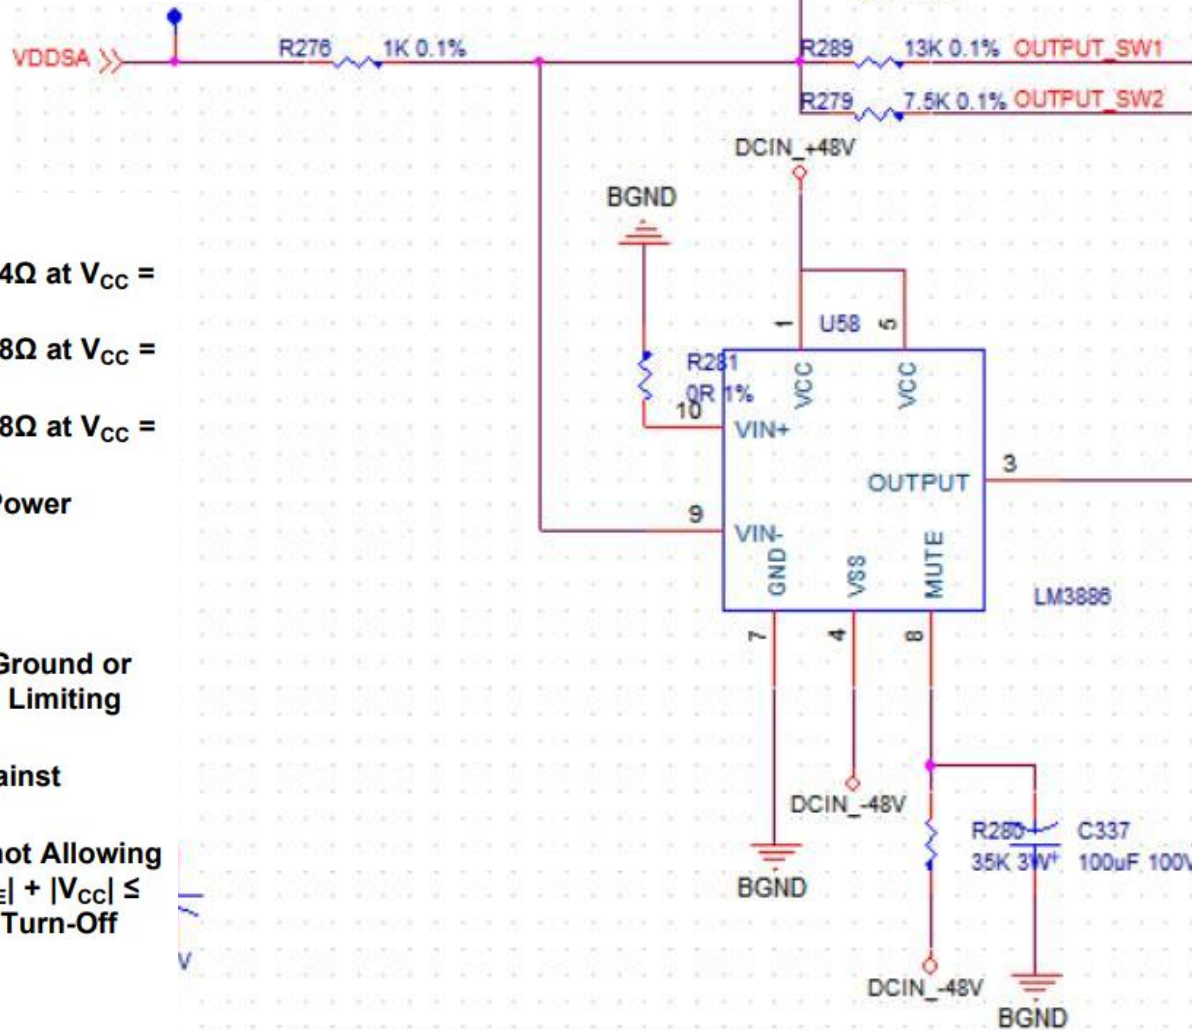 VDDSA
R276
1K 0.1%
R289
13K 0.1%
OUTPUT_SW1
R279
7.5K 0.1%
OUTPUT_SW2
DCIN_+48V
BGND
4Ω at VCC =
8Ω at VCC =
8Ω at VCC =
Power
Ground or
Limiting
ainst
not Allowing
E| + |VCC| ≤
Turn-Off
V
1
U58
5
R281
0R 1%
10
VCC
VCC
VIN+
OUTPUT
3
9
VIN-
GND
VSS
MUTE
LM3886
7
4
8
DCIN_-48V
BGND
R280
35K 3W
C337
100uF 100V
DCIN_-48V
BGND